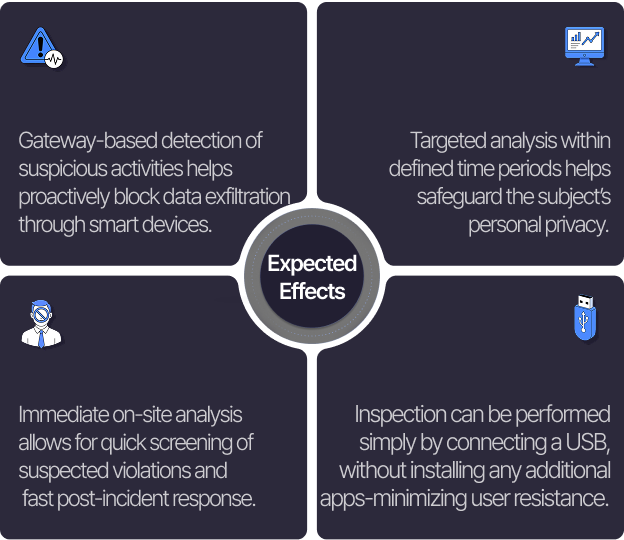 Gateway-based detection of
suspicious activities helps
proactively block data exfiltration
through smart devices.
Targeted analysis within
defined time periods helps
safeguard the subject's
personal privacy.
Expected
Effects
Immediate on-site analysis
allows for quick screening of
suspected violations and
fast post-incident response.
Inspection can be performed
simply by connecting a USB,
without installing any additional
apps-minimizing user resistance.